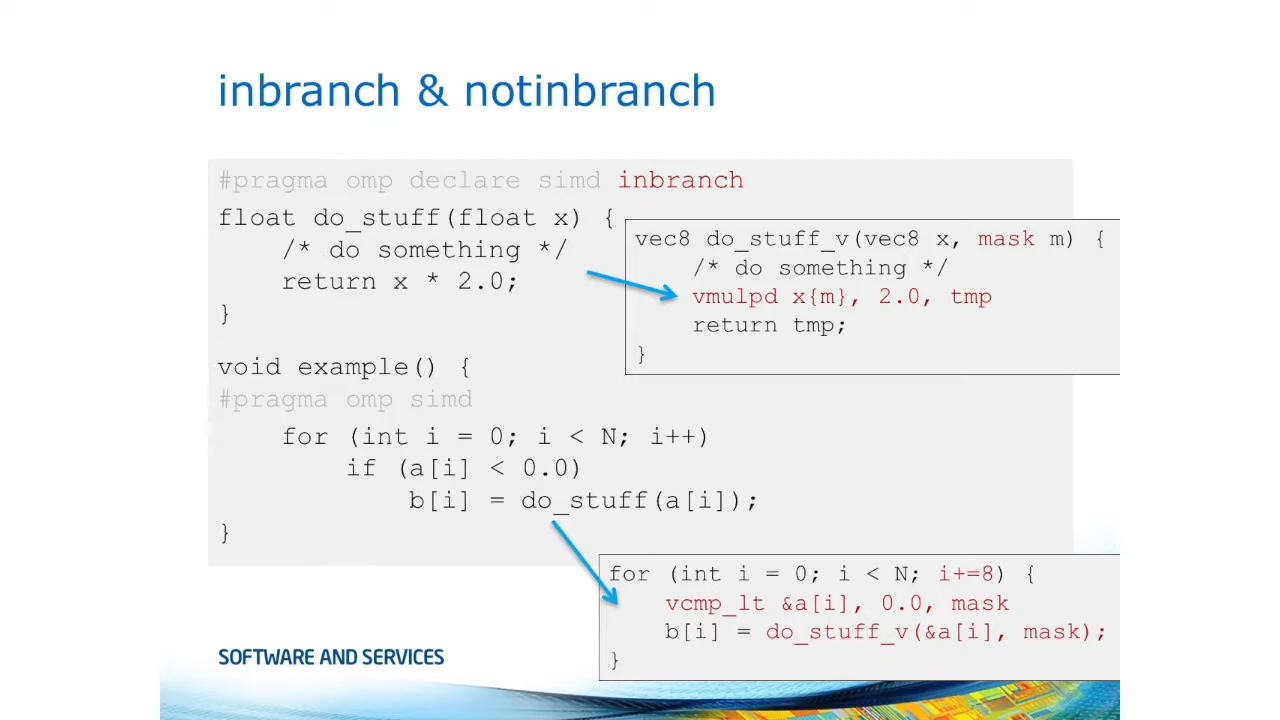 inbranch & notinbranch
#pragma omp declare simd inbranch
float do_stuff(float x) {
/* do something */
return x * 2.0;
}
vec8 do_stuff_v(vec8 x, mask m) {
/* do something */
vmulpd x{m}, 2.0, tmp
return tmp;
}
void example() {
#pragma omp simd
for (int i = 0; i < N; i++)
if (a[i] < 0.0)
b[i] = do_stuff(a[i]);
}
for (int i = 0; i < N; i+=8) {
vcmp_lt &a[i], 0.0, mask
b[i] = do_stuff_v(&a[i], mask);
}
SOFTWARE AND SERVICES